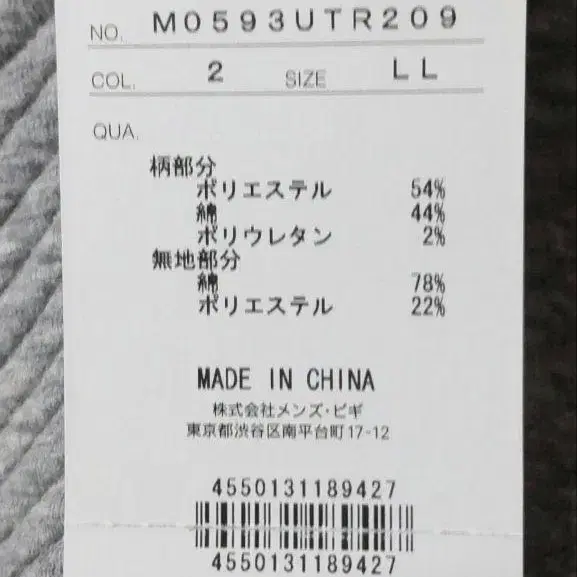 NO. M0593UTR209
COL. 2 SIZE LL
QUA.
柄部分
ポリエステル 54%
綿 44%
ポリウレタン 2%
無地部分
綿 78%
ポリエステル 22%
MADE IN CHINA
株式会社メンズ・ビギ
東京都渋谷区南平台町17-12
4550131189427
4550131189427